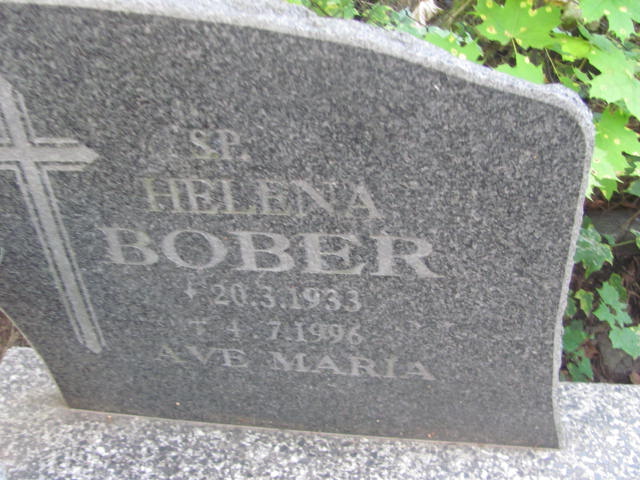 ŚP.
HELENA
BOBER
* 20.3.1933
† 4.7.1996
AVE MARIA